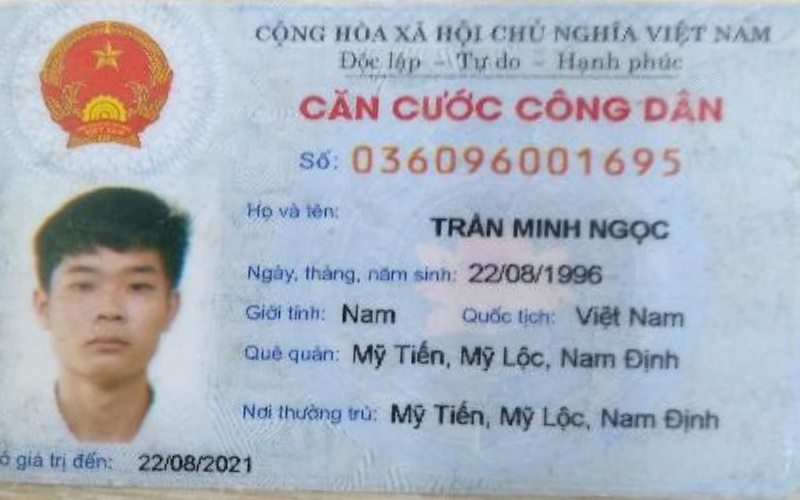 CỘNG HÒA XÃ HỘI CHỦ NGHĨA VIỆT NAM
Độc lập - Tự do - Hạnh phúc
CĂN CƯỚC CÔNG DÂN
Số: 036096001695
Họ và tên: TRẦN MINH NGỌC
Ngày, tháng, năm sinh: 22/08/1996
Giới tính: Nam Quốc tịch: Việt Nam
Quê quán: Mỹ Tiến, Mỹ Lộc, Nam Định
Nơi thường trú: Mỹ Tiến, Mỹ Lộc, Nam Định
ó giá trị đến: 22/08/2021